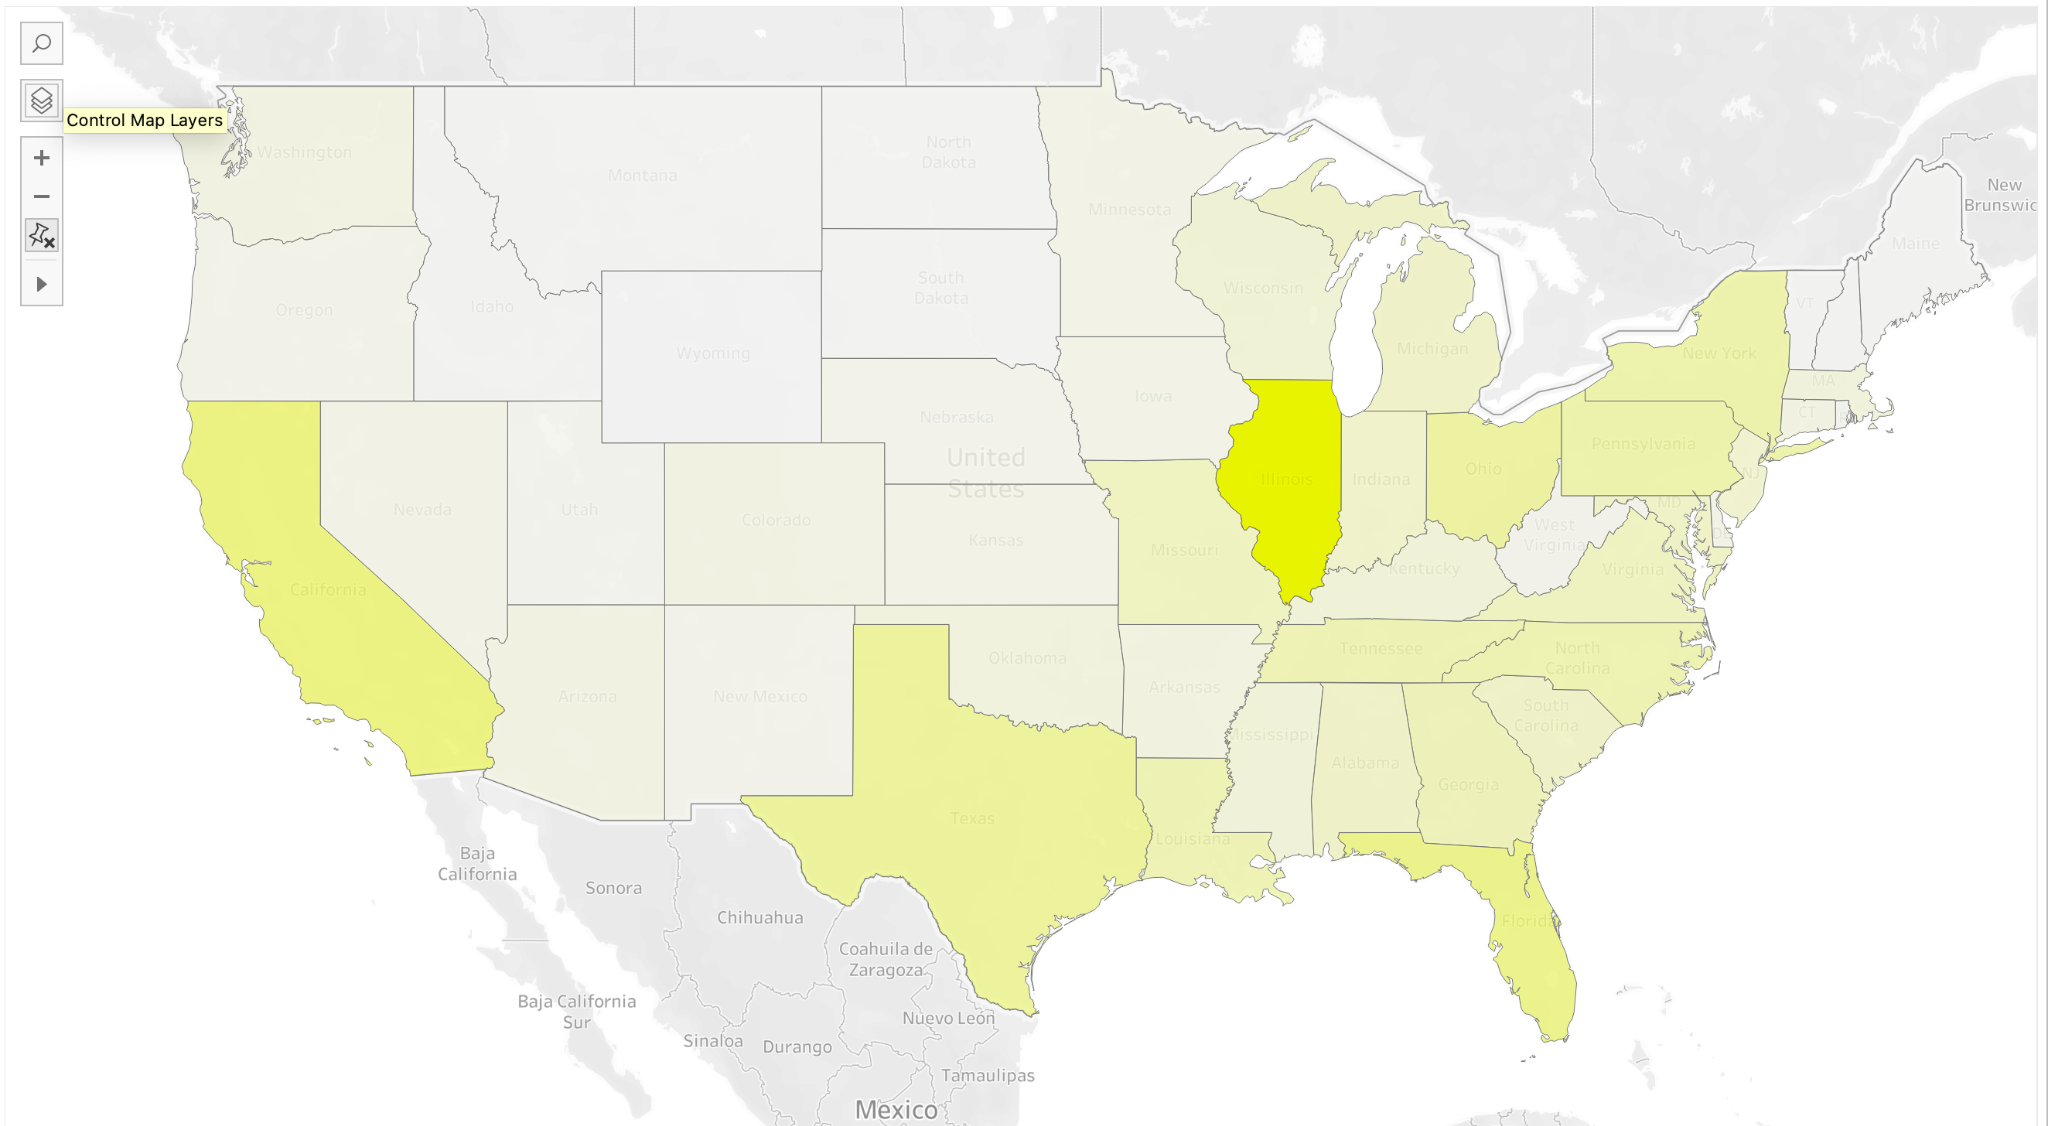 Control Map Layers
Washington
Montana
North
Dakota
Minnesota
New
Brunswic
Maine
Oregon
Idaho
South
Dakota
Wisconsin
VT
Wyoming
Michigan
New York
MA
Iowa
CT
Nebraska
United
States
Pennsylvania
Ohio
NJ
Illinois
Indiana
Nevada
Utah
Colorado
MD
Kansas
West
Virginia
DE
Missouri
Kentucky
Virginia
California
Tennessee
North
Carolina
Oklahoma
Arkansas
Arizona
New Mexico
South
Carolina
Mississippi
Alabama
Georgia
Texas
Louisiana
Baja
California
Sonora
Chihuahua
Florida
Coahuila de
Zaragoza
Baja California
Sur
Nuevo León
Sinaloa
Durango
Tamaulipas
Mexico